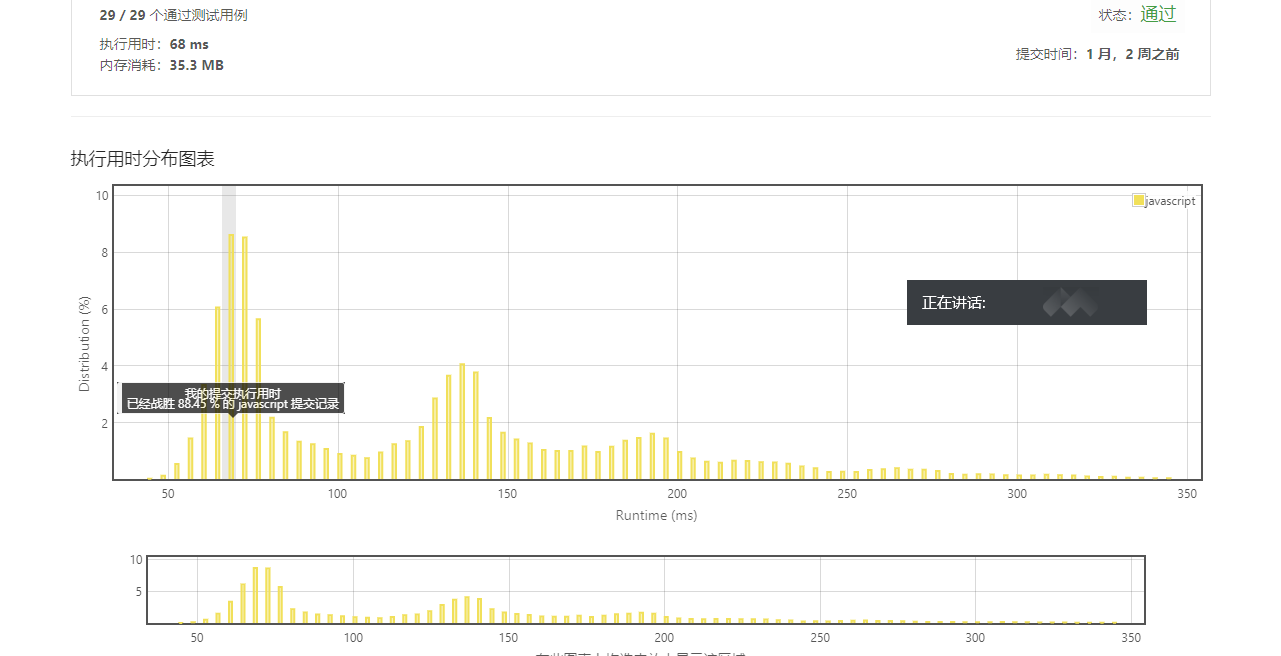 29 / 29 个通过测试用例
状态：通过
执行用时：68 ms
内存消耗：35.3 MB
提交时间：1 月，2 周之前
执行用时分布图表
javascript
正在讲话:
Distribution (%)
10
8
6
4
2
我的提交执行用时
已经战胜 88.45 % 的 javascript 提交记录
50 100 150 200 250 300 350
Runtime (ms)
10
5
50 100 150 200 250 300 350